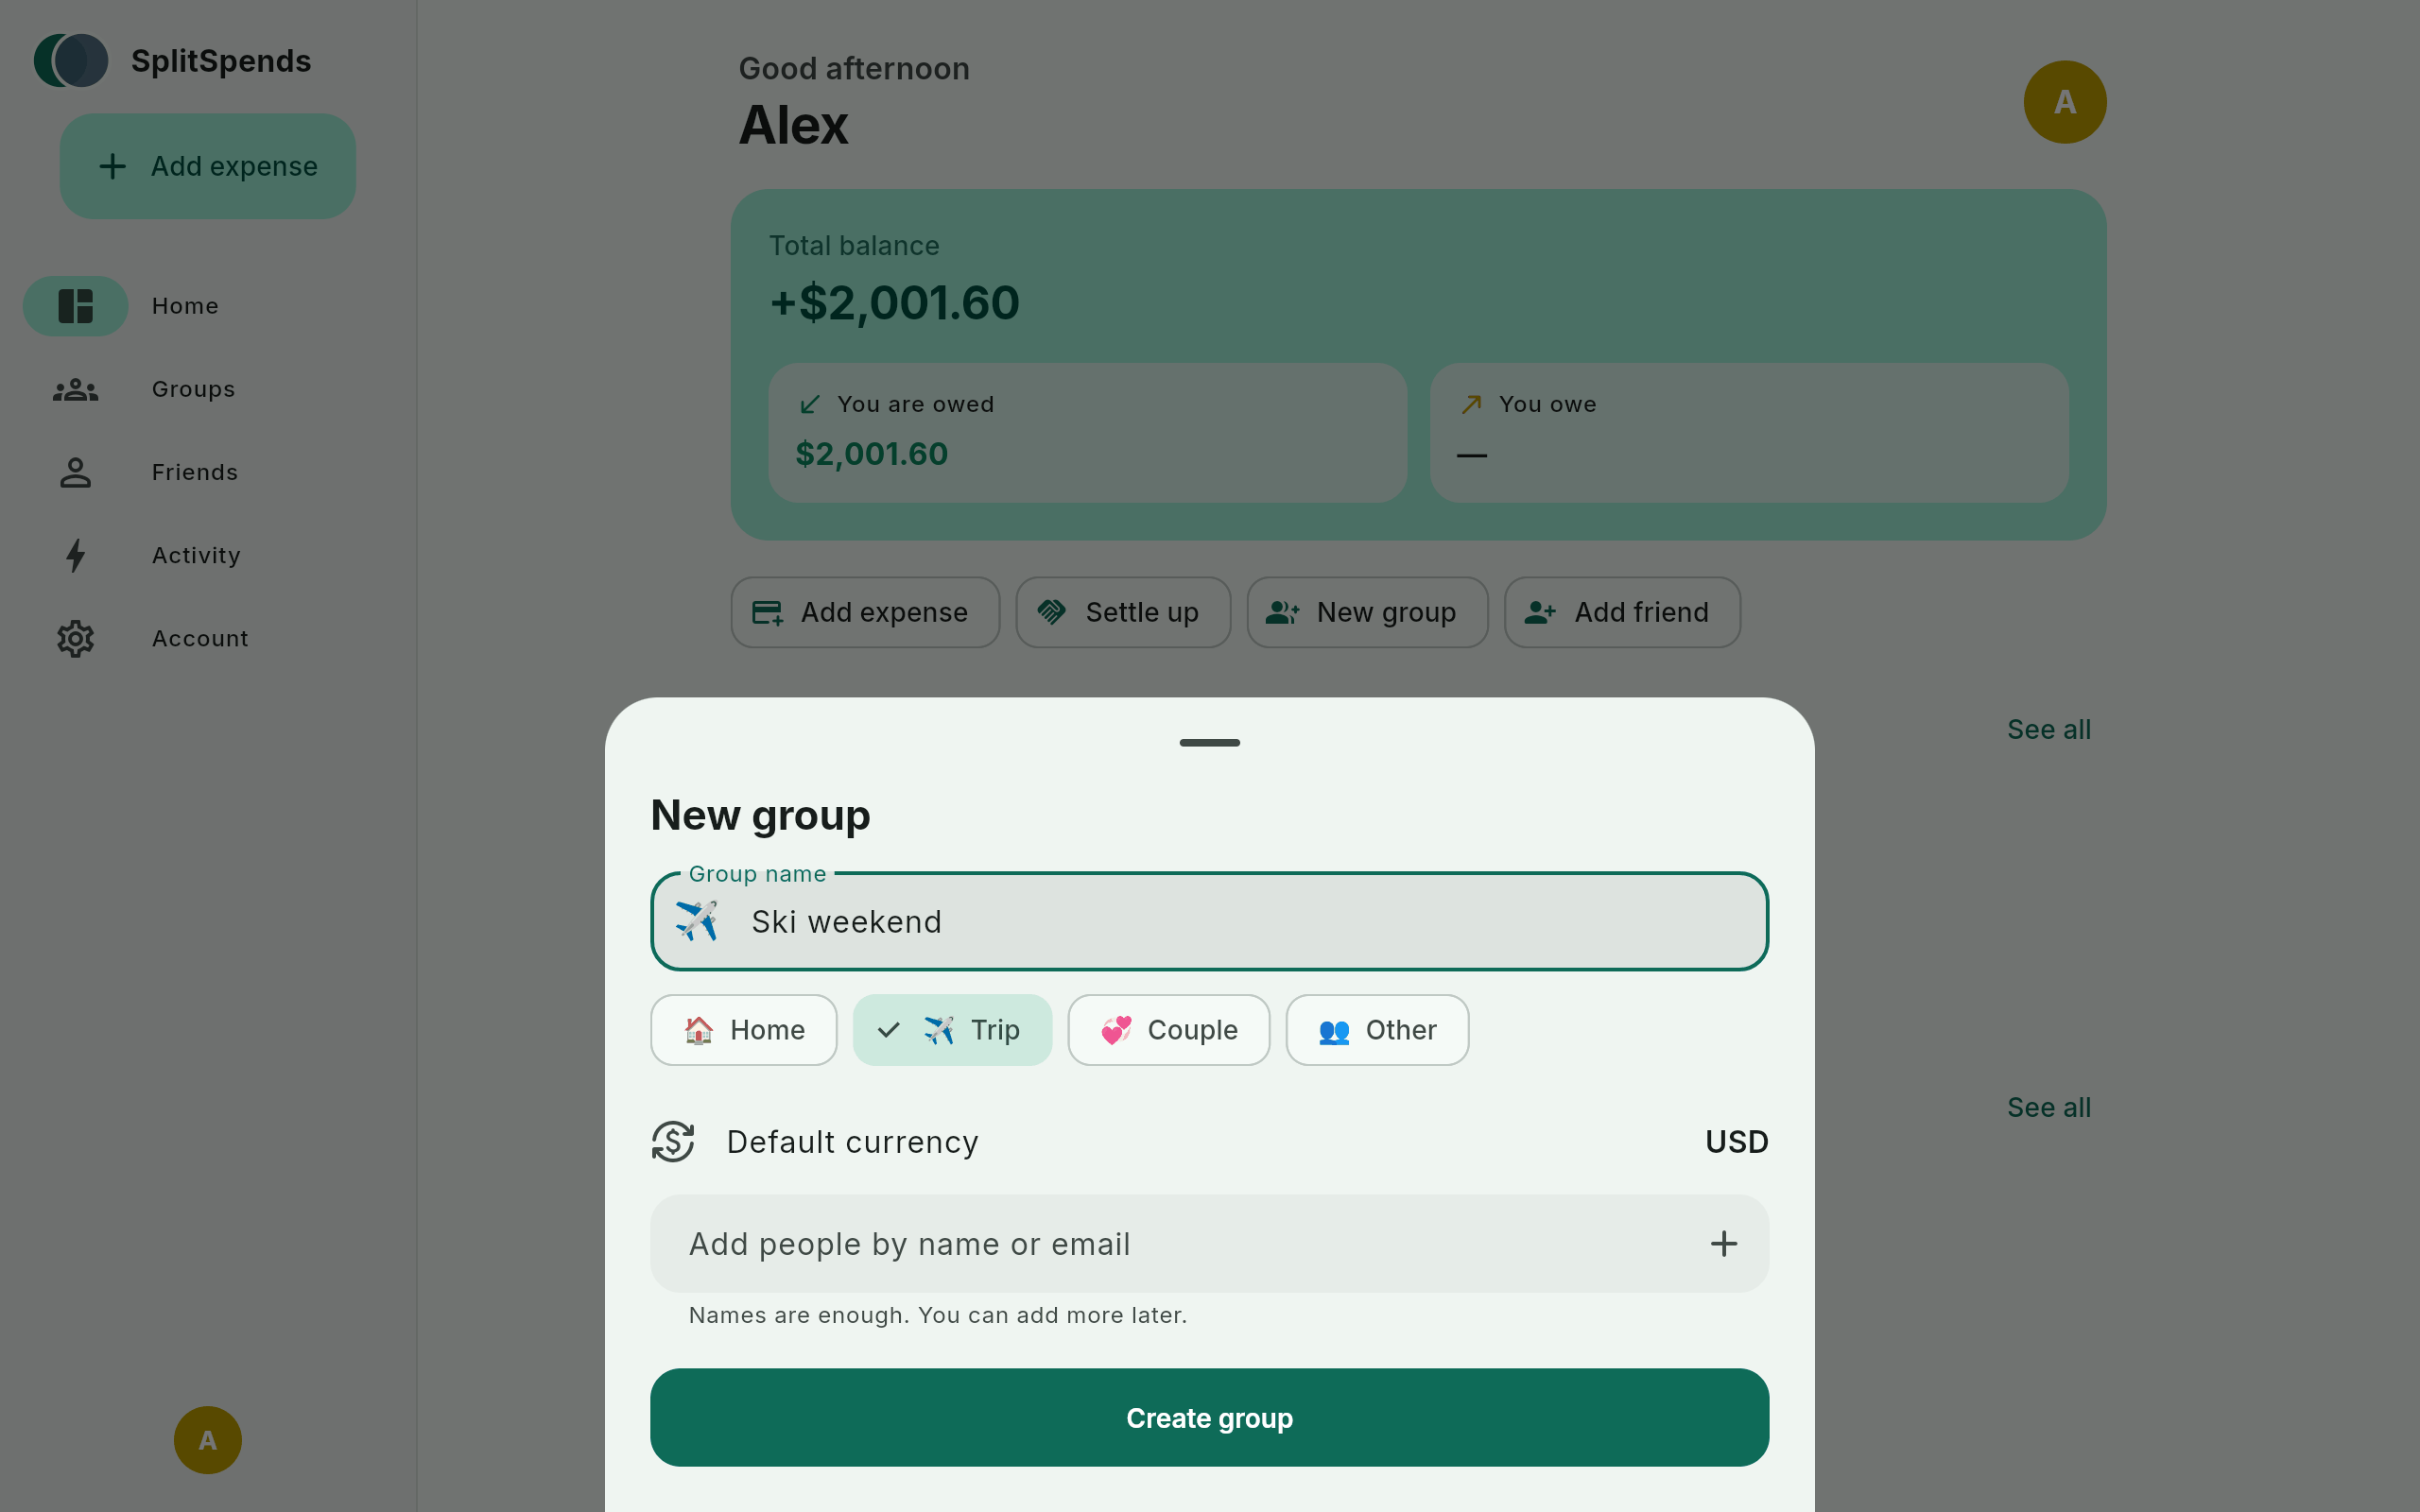 SplitSpends
Add expense
Home
Groups
Friends
Activity
Account
A
Good afternoon
Alex
A
Total balance
+$2,001.60
You are owed
$2,001.60
You owe
—
Add expense
Settle up
New group
Add friend
See all
See all
New group
Group name
Ski weekend
Home
Trip
Couple
Other
Default currency
USD
Add people by name or email
Names are enough. You can add more later.
Create group